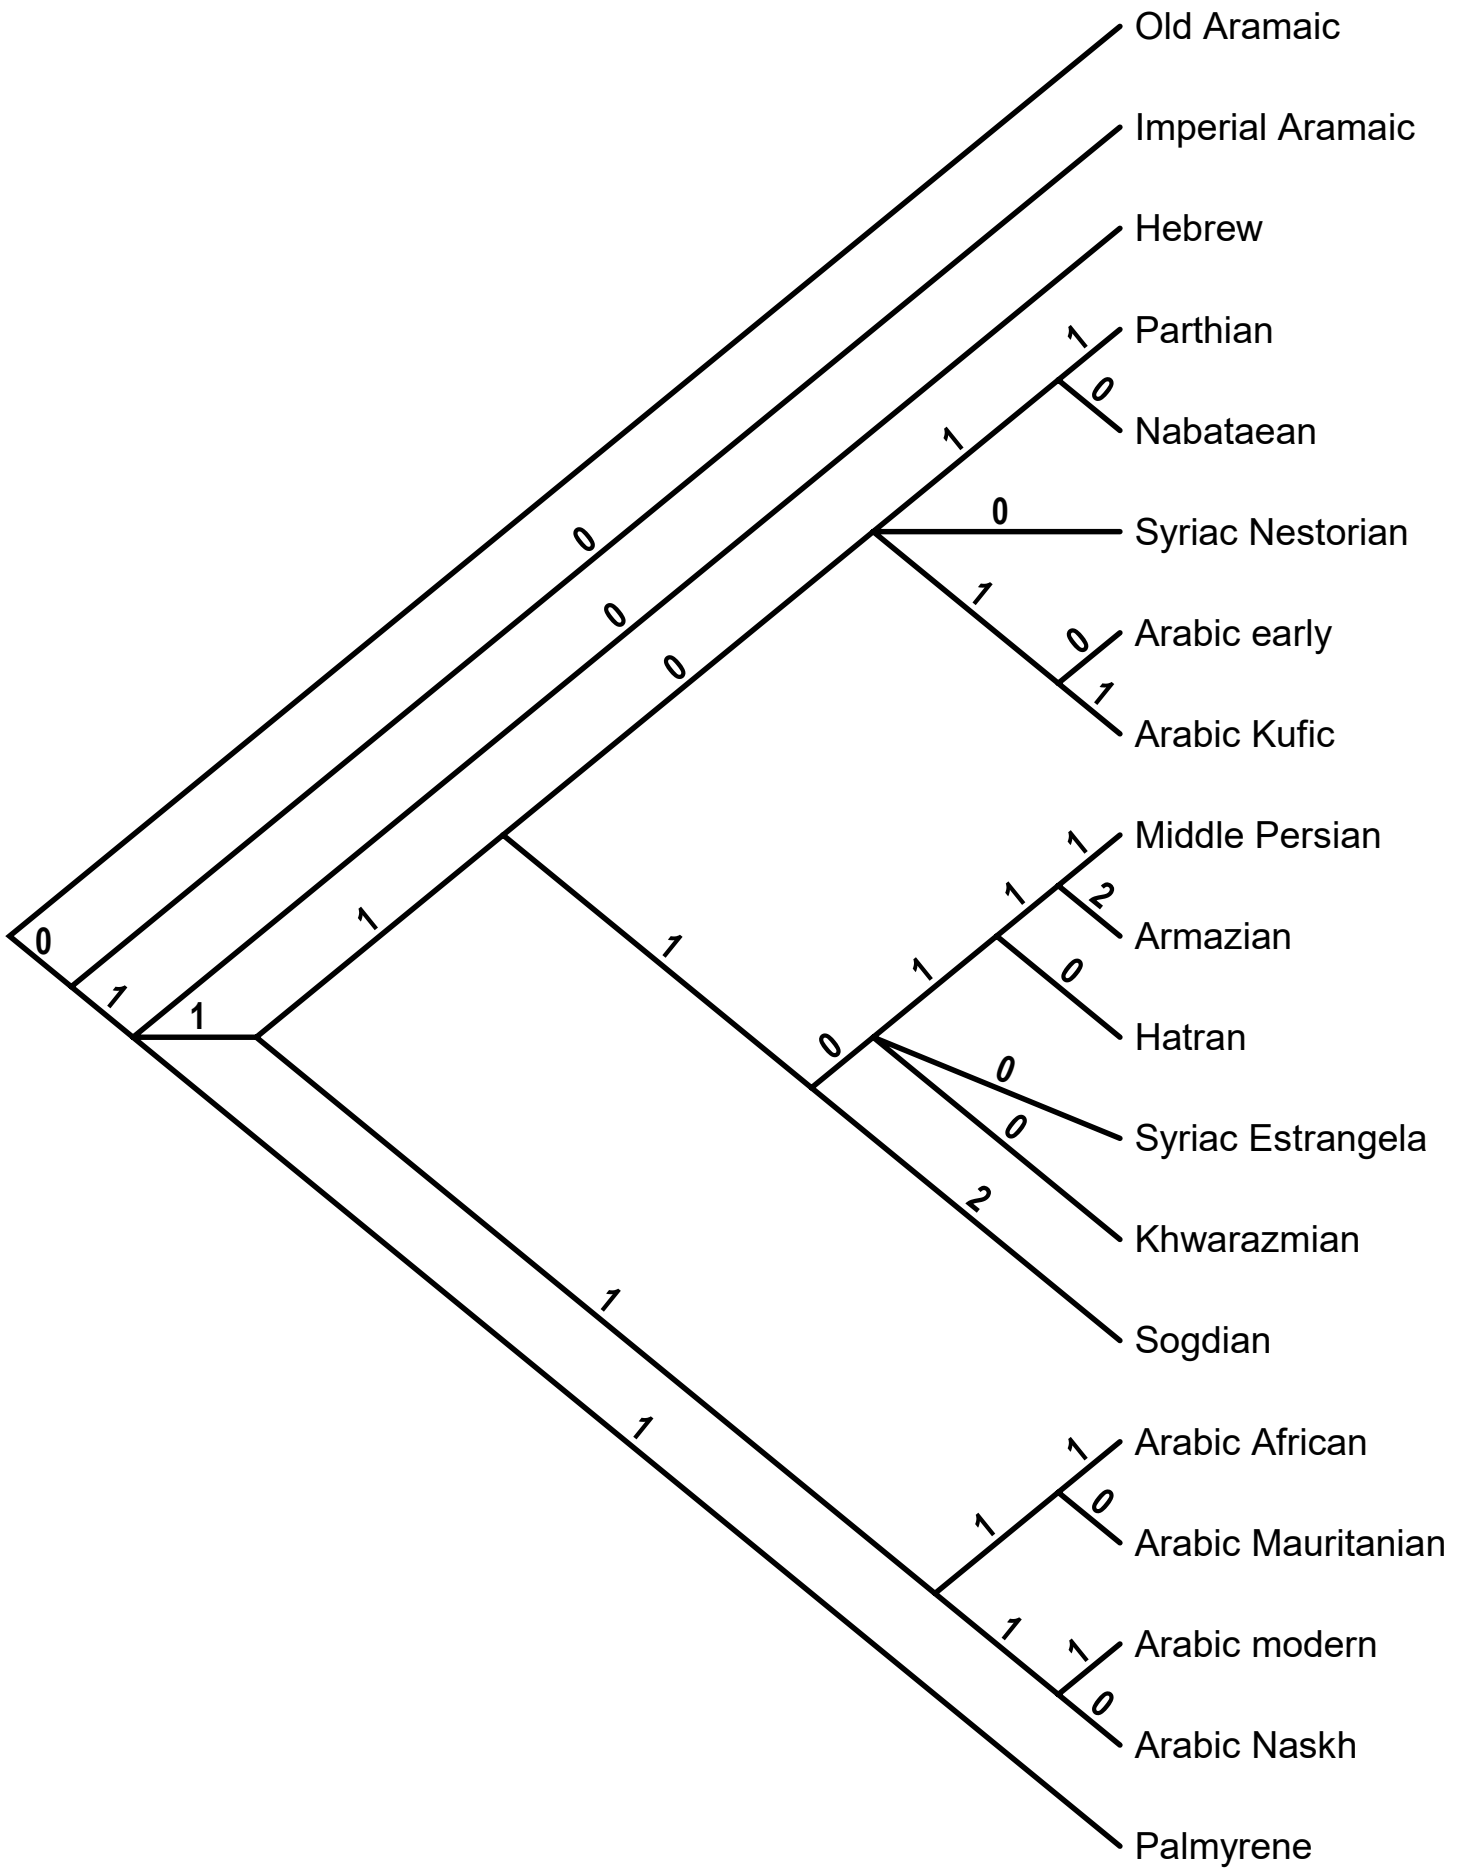 Old Aramaic
Imperial Aramaic
Hebrew
1
Parthian
0
Nabataean
1
0
Syriac Nestorian
0
1
0
Arabic early
0
1
0
Arabic Kufic
1
Middle Persian
1
2
1
Armazian
0
1
1
0
Hatran
1
1
0
0
Syriac Estrangela
0
Khwarazmian
2
1
Sogdian
1
1
Arabic African
0
1
Arabic Mauritanian
1
1
Arabic modern
0
Arabic Naskh
Palmyrene